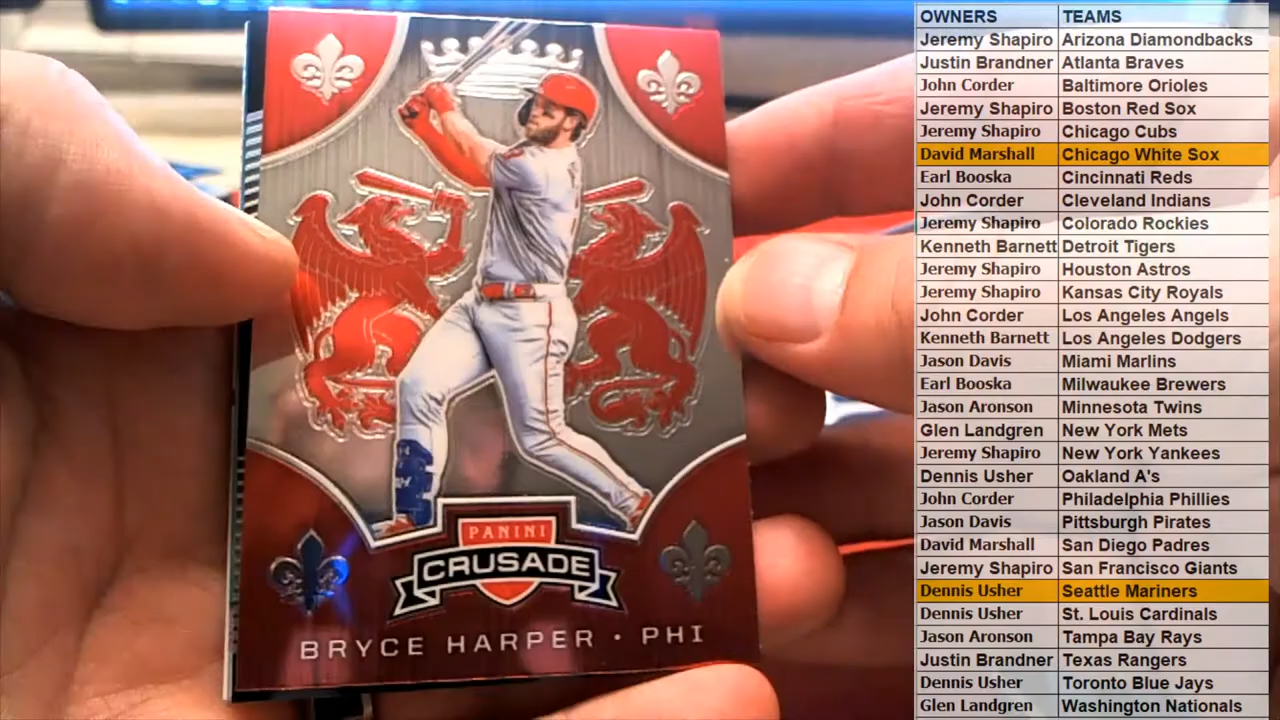 PANINI
CRUSADE
BRYCE HARPER · PHI
OWNERS TEAMS
Jeremy Shapiro Arizona Diamondbacks
Justin Brandner Atlanta Braves
John Corder Baltimore Orioles
Jeremy Shapiro Boston Red Sox
Jeremy Shapiro Chicago Cubs
David Marshall Chicago White Sox
Earl Booska Cincinnati Reds
John Corder Cleveland Indians
Jeremy Shapiro Colorado Rockies
Kenneth Barnett Detroit Tigers
Jeremy Shapiro Houston Astros
Jeremy Shapiro Kansas City Royals
John Corder Los Angeles Angels
Kenneth Barnett Los Angeles Dodgers
Jason Davis Miami Marlins
Earl Booska Milwaukee Brewers
Jason Aronson Minnesota Twins
Glen Landgren New York Mets
Jeremy Shapiro New York Yankees
Dennis Usher Oakland A's
John Corder Philadelphia Phillies
Jason Davis Pittsburgh Pirates
David Marshall San Diego Padres
Jeremy Shapiro San Francisco Giants
Dennis Usher Seattle Mariners
Dennis Usher St. Louis Cardinals
Jason Aronson Tampa Bay Rays
Justin Brandner Texas Rangers
Dennis Usher Toronto Blue Jays
Glen Landgren Washington Nationals